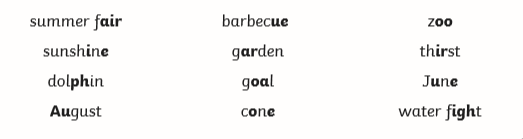 summer fair barbecue zoo
sunshine garden thirst
dolphin goal June
August cone water fight